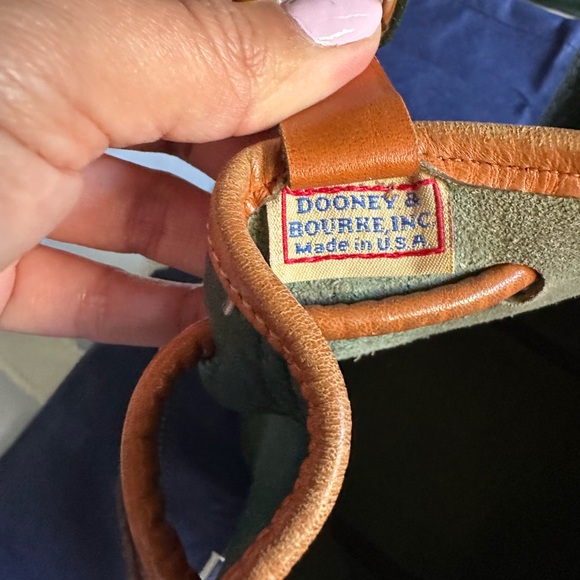 DOONEY &
BOURKE, INC.
Made in U.S.A